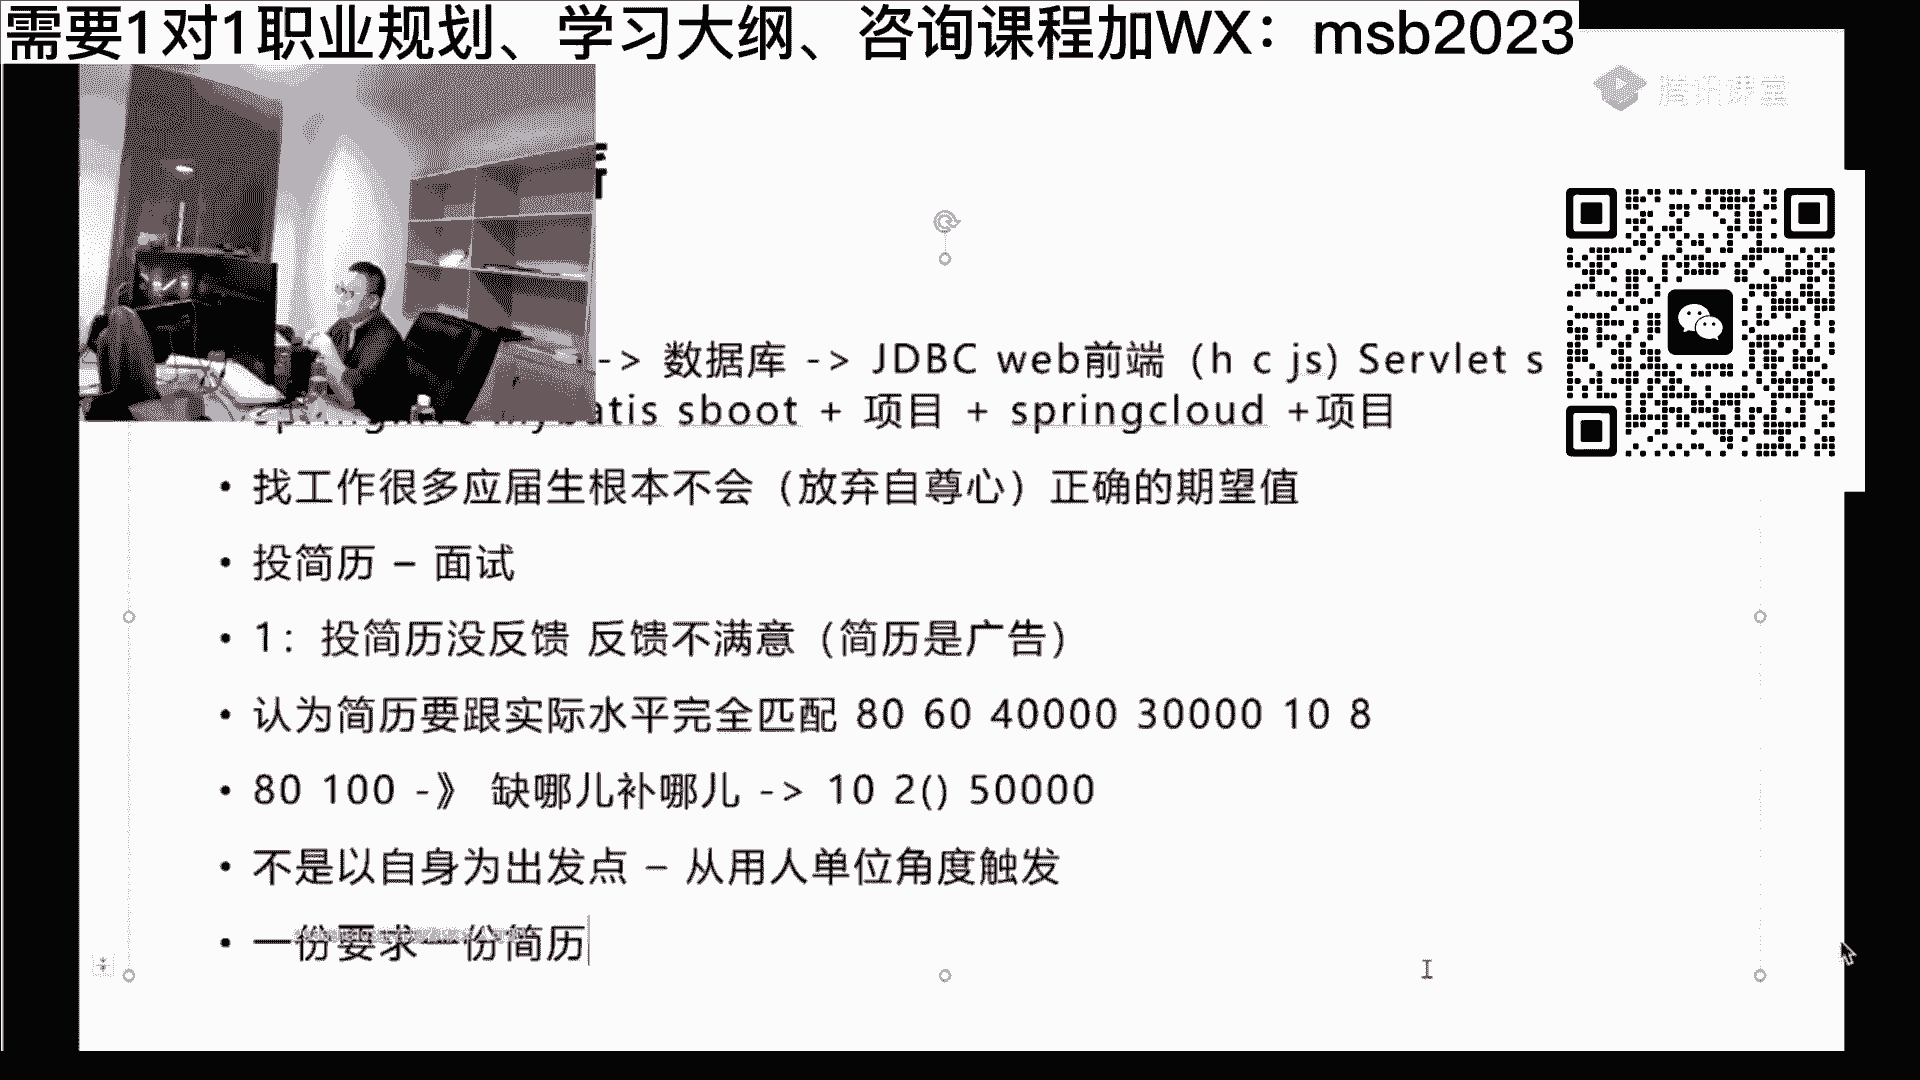 需要1对1职业规划、学习大纲、咨询课程加WX：msb2023
腾讯课堂
-> 数据库 -> JDBC web前端（h c js) Servlet s
sboot + 项目 + springcloud +项目
• 找工作很多应届生根本不会（放弃自尊心）正确的期望值
• 投简历 – 面试
• 1：投简历没反馈 反馈不满意（简历是广告）
• 认为简历要跟实际水平完全匹配 80 60 40000 30000 10 8
• 80 100 -》 缺哪儿补哪儿 -> 10 2() 50000
• 不是以自身为出发点 – 从用人单位角度触发
• 一份要求一份简历